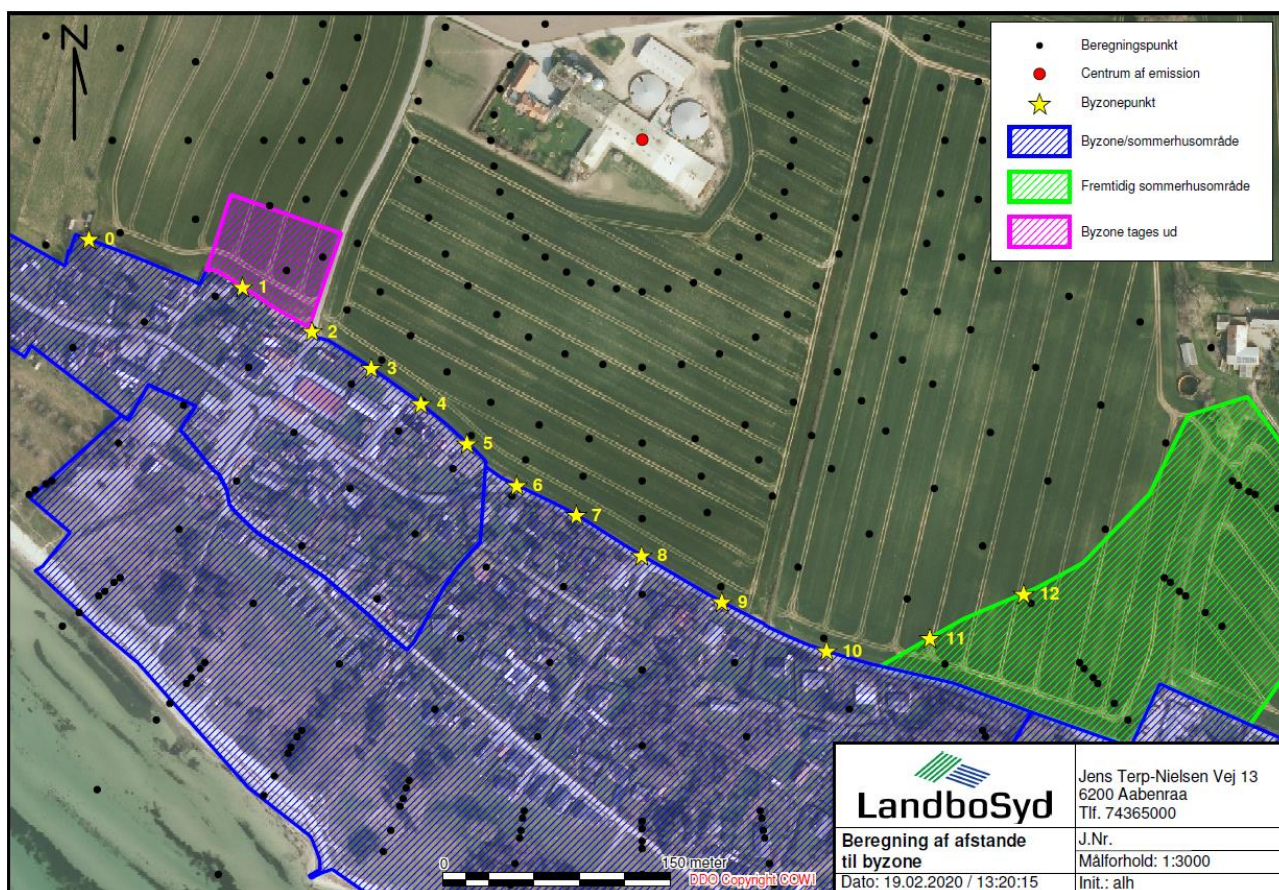 N
Beregningspunkt
Centrum af emission
Byzonepunkt
Byzone/sommerhusområde
Fremtidig sommerhusområde
Byzone tages ud
0
1
2
3
4
5
6
7
8
9
10
11
12
0 150 meter
DDO Copyright COWI
LandboSyd
Jens Terp-Nielsen Vej 13
6200 Aabenraa
Tlf. 74365000
Beregning af afstande
til byzone
J.Nr.
Målforhold: 1:3000
Dato: 19.02.2020 / 13:20:15
Init.: alh